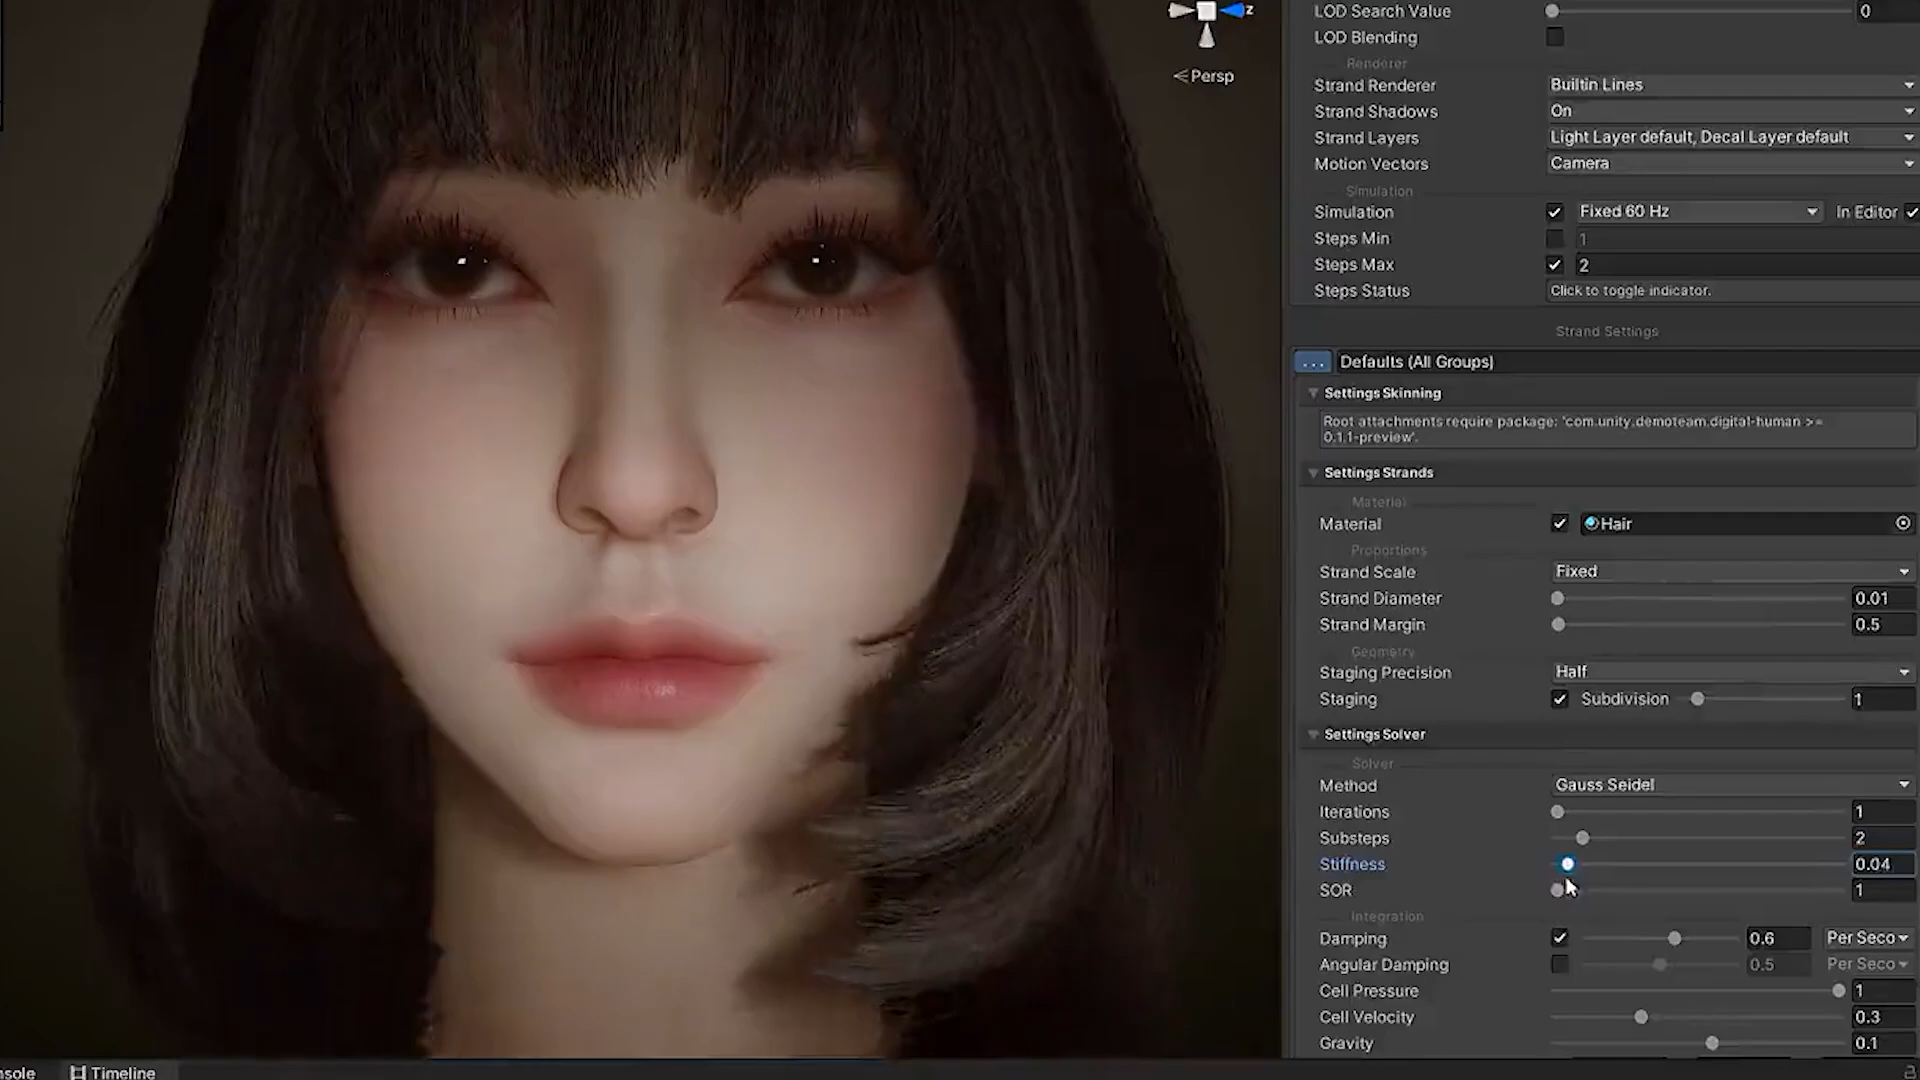 LOD Search Value 0
LOD Blending
z
Renderer
Persp
Strand Renderer Builtin Lines
Strand Shadows On
Strand Layers Light Layer default, Decal Layer default
Motion Vectors Camera
Simulation
Simulation Fixed 60 Hz In Editor
Steps Min 1
Steps Max 2
Steps Status Click to toggle indicator.
Strand Settings
... Defaults (All Groups)
Settings Skinning
Root attachments require package: 'com.unity.demoteam.digital-human >=
0.1.1-preview'.
Settings Strands
Material
Material Hair
Proportions
Strand Scale Fixed
Strand Diameter 0.01
Strand Margin 0.5
Geometry
Staging Precision Half
Staging Subdivision 1
Settings Solver
Solver
Method Gauss Seidel
Iterations 1
Substeps 2
Stiffness 0.04
SOR 1
Integration
Damping 0.6 Per Seco
Angular Damping 0.5 Per Seco
Cell Pressure 1
Cell Velocity 0.3
Gravity 0.1
nsole Timeline